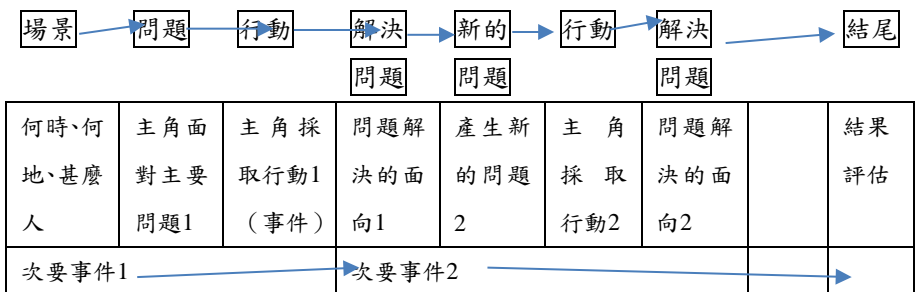 場景 問題 行動 解決 新的 行動 解決 結尾
問題 問題 問題
何時、何 主角面 主角採 問題解 產生新 主角 問題解 結果
地、甚麼 對主要 取行動1 決的面 的問題 採取 決的面 評估
人 問題1 （事件） 向1 2 行動2 向2
次要事件1 次要事件2